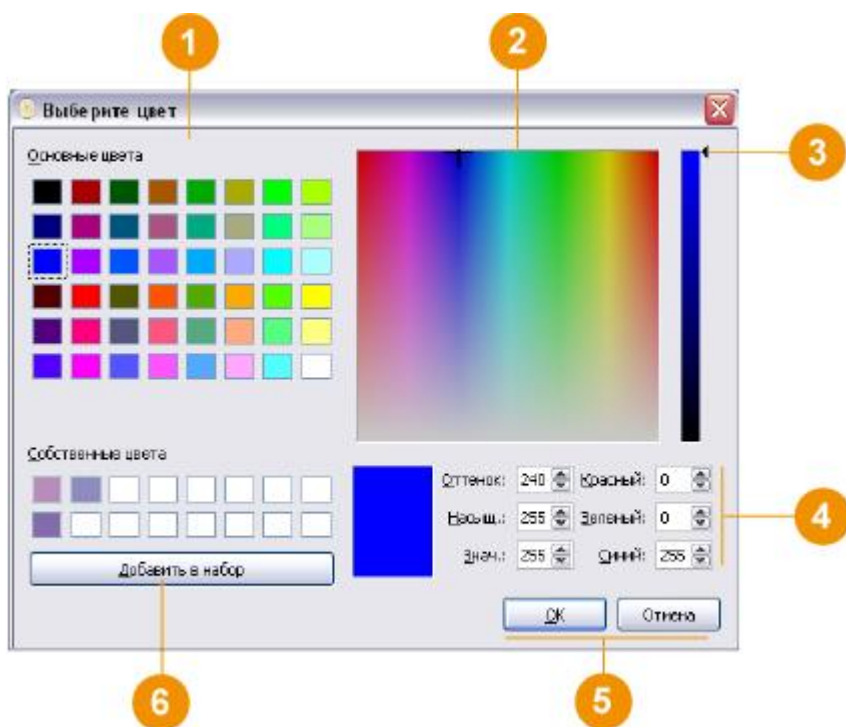 1
2
Выберите цвет
Основные цвета
3
Собственные цвета
Оттенок: 240 Красный: 0
Насыщ.: 255 Зеленый: 0
4
Знач.: 255 Синий: 255
Добавить в набор
OK Отмена
6
5